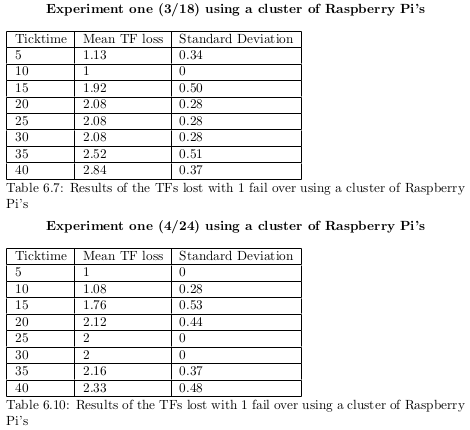 Experiment one (3/18) using a cluster of Raspberry Pi's
Ticktime Mean TF loss Standard Deviation
5 1.13 0.34
10 1 0
15 1.92 0.50
20 2.08 0.28
25 2.08 0.28
30 2.08 0.28
35 2.52 0.51
40 2.84 0.37
Table 6.7: Results of the TFs lost with 1 fail over using a cluster of Raspberry
Pi's
Experiment one (4/24) using a cluster of Raspberry Pi's
Ticktime Mean TF loss Standard Deviation
5 1 0
10 1.08 0.28
15 1.76 0.53
20 2.12 0.44
25 2 0
30 2 0
35 2.16 0.37
40 2.33 0.48
Table 6.10: Results of the TFs lost with 1 fail over using a cluster of Raspberry
Pi's